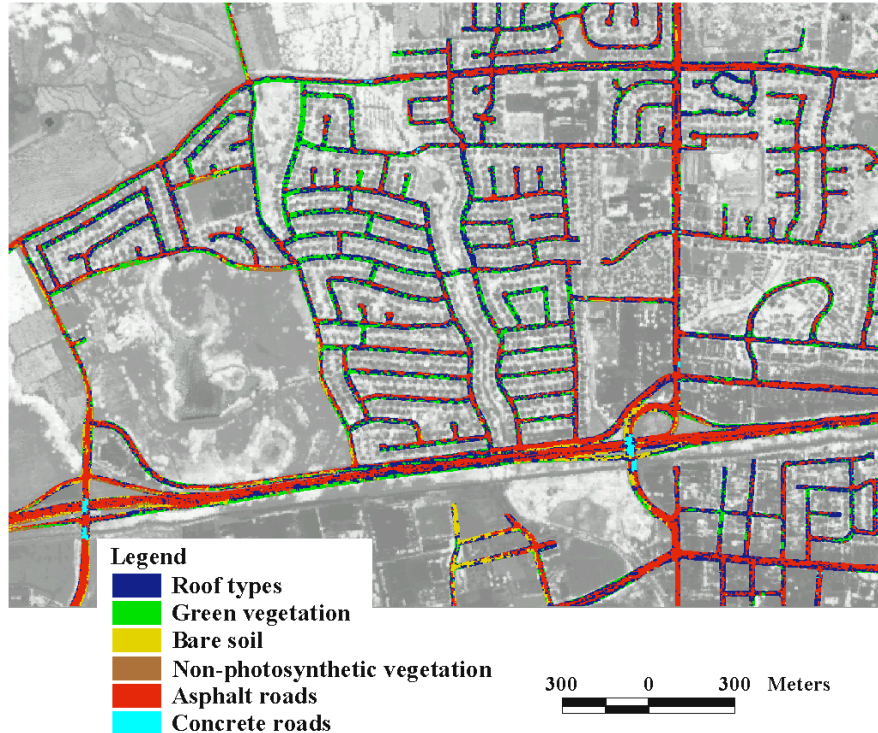 Legend
Roof types
Green vegetation
Bare soil
Non-photosynthetic vegetation
Asphalt roads
Concrete roads
300 0 300 Meters